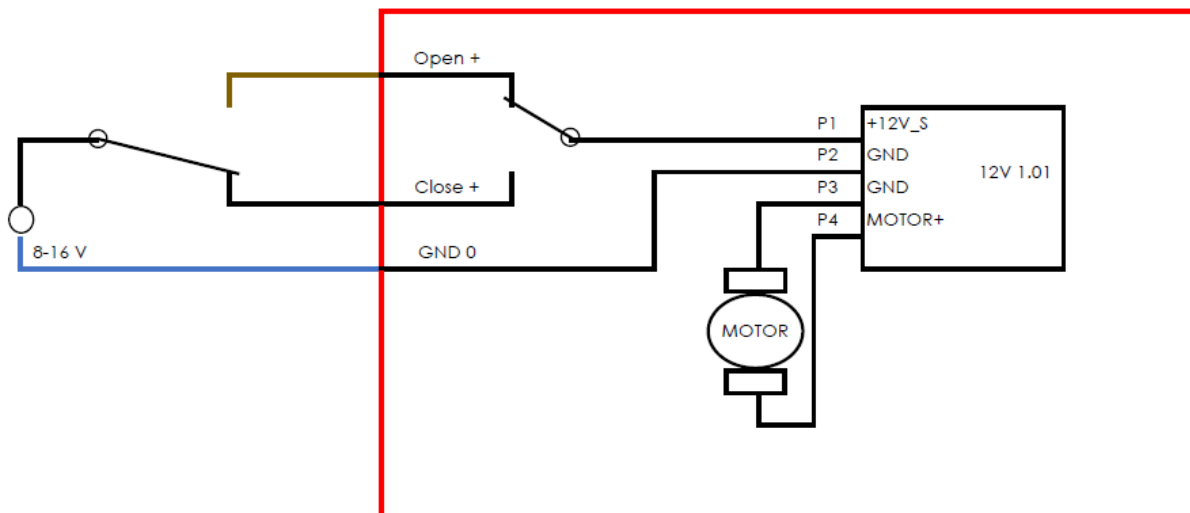 Open +
P1 +12V_S
P2 GND
12V 1.01
Close +
P3 GND
P4 MOTOR+
8-16 V
GND 0
MOTOR